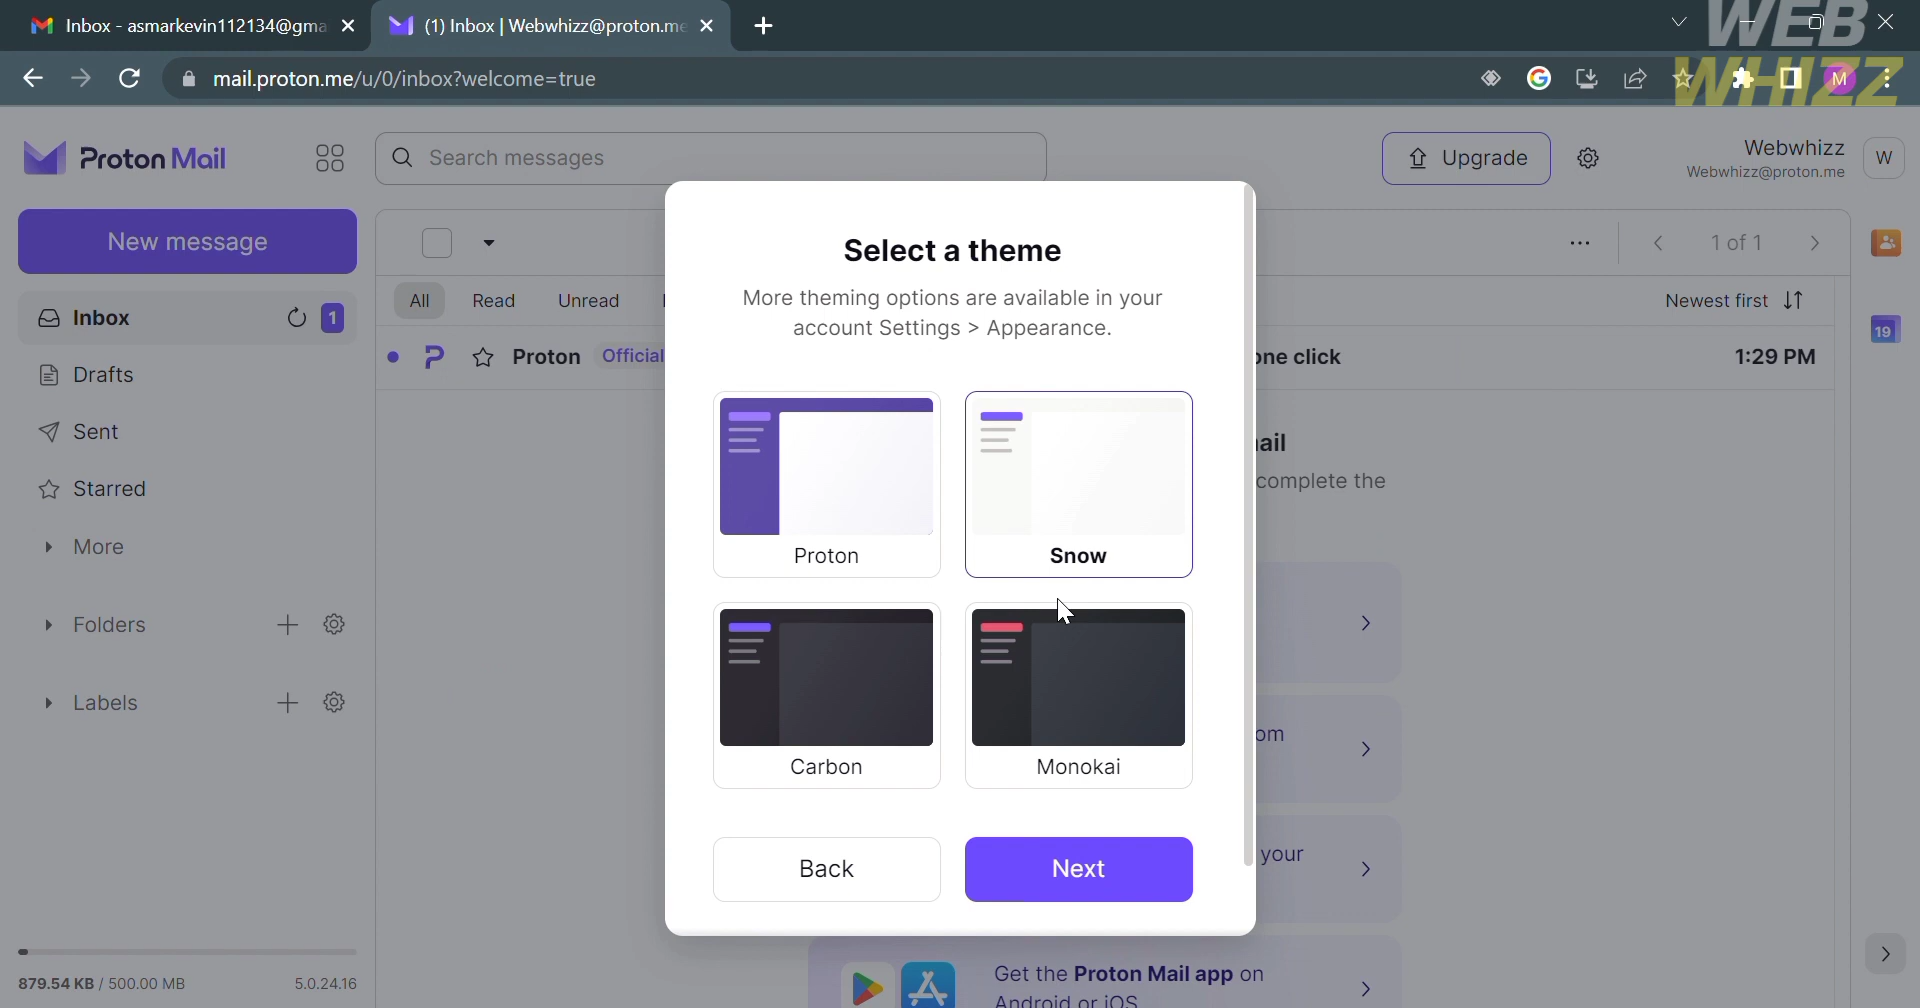 Inbox - asmarkevin112134@gma
(1) Inbox | Webwhizz@proton.me
WEB
WHIZZ
mail.proton.me/u/0/inbox?welcome=true
M
Proton Mail
Search messages
Upgrade
Webwhizz
Webwhizz@proton.me
W
New message
1 of 1
Inbox
1
All
Read
Unread
Newest first
Proton
Official
one click
1:29 PM
19
Drafts
Sent
Starred
More
Folders
Labels
Select a theme
More theming options are available in your
account Settings > Appearance.
Proton
Snow
Carbon
Monokai
Back
Next
ail
complete the
om
your
Get the Proton Mail app on
Android or iOS
879.54 KB / 500.00 MB
5.0.24.16